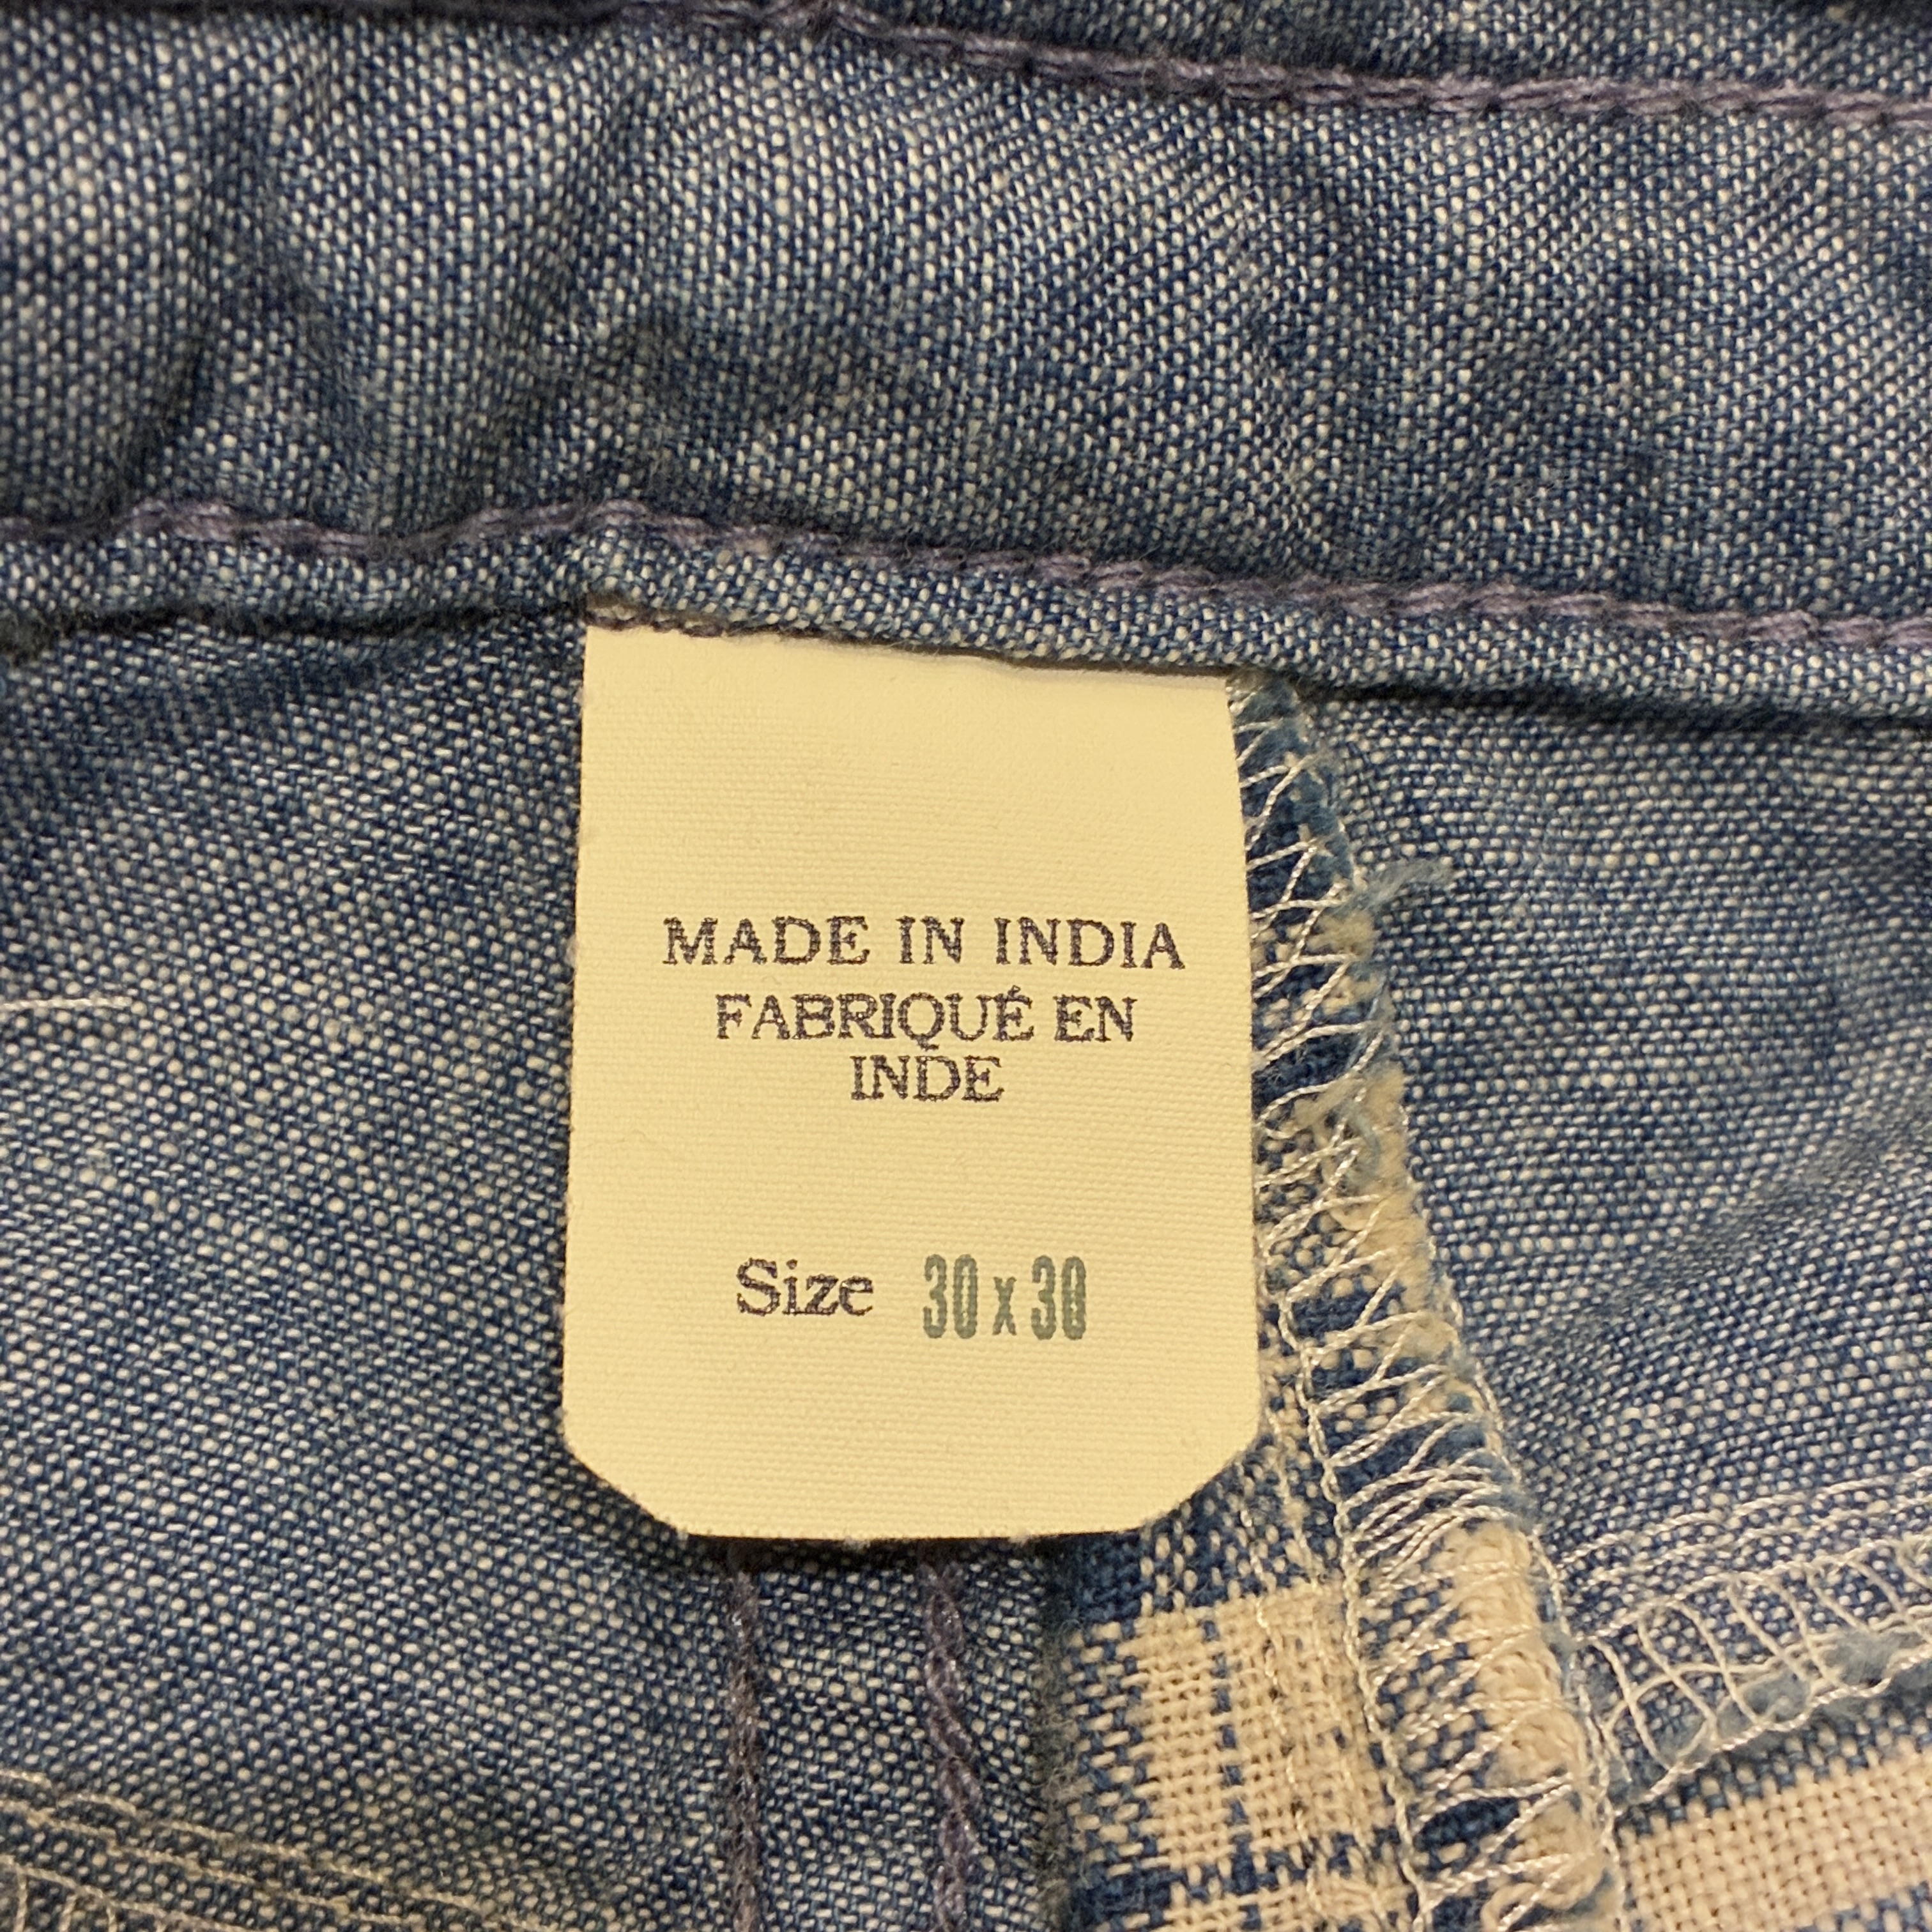 MADE IN INDIA
FABRIQUÉ EN
INDE
Size 30 x 30